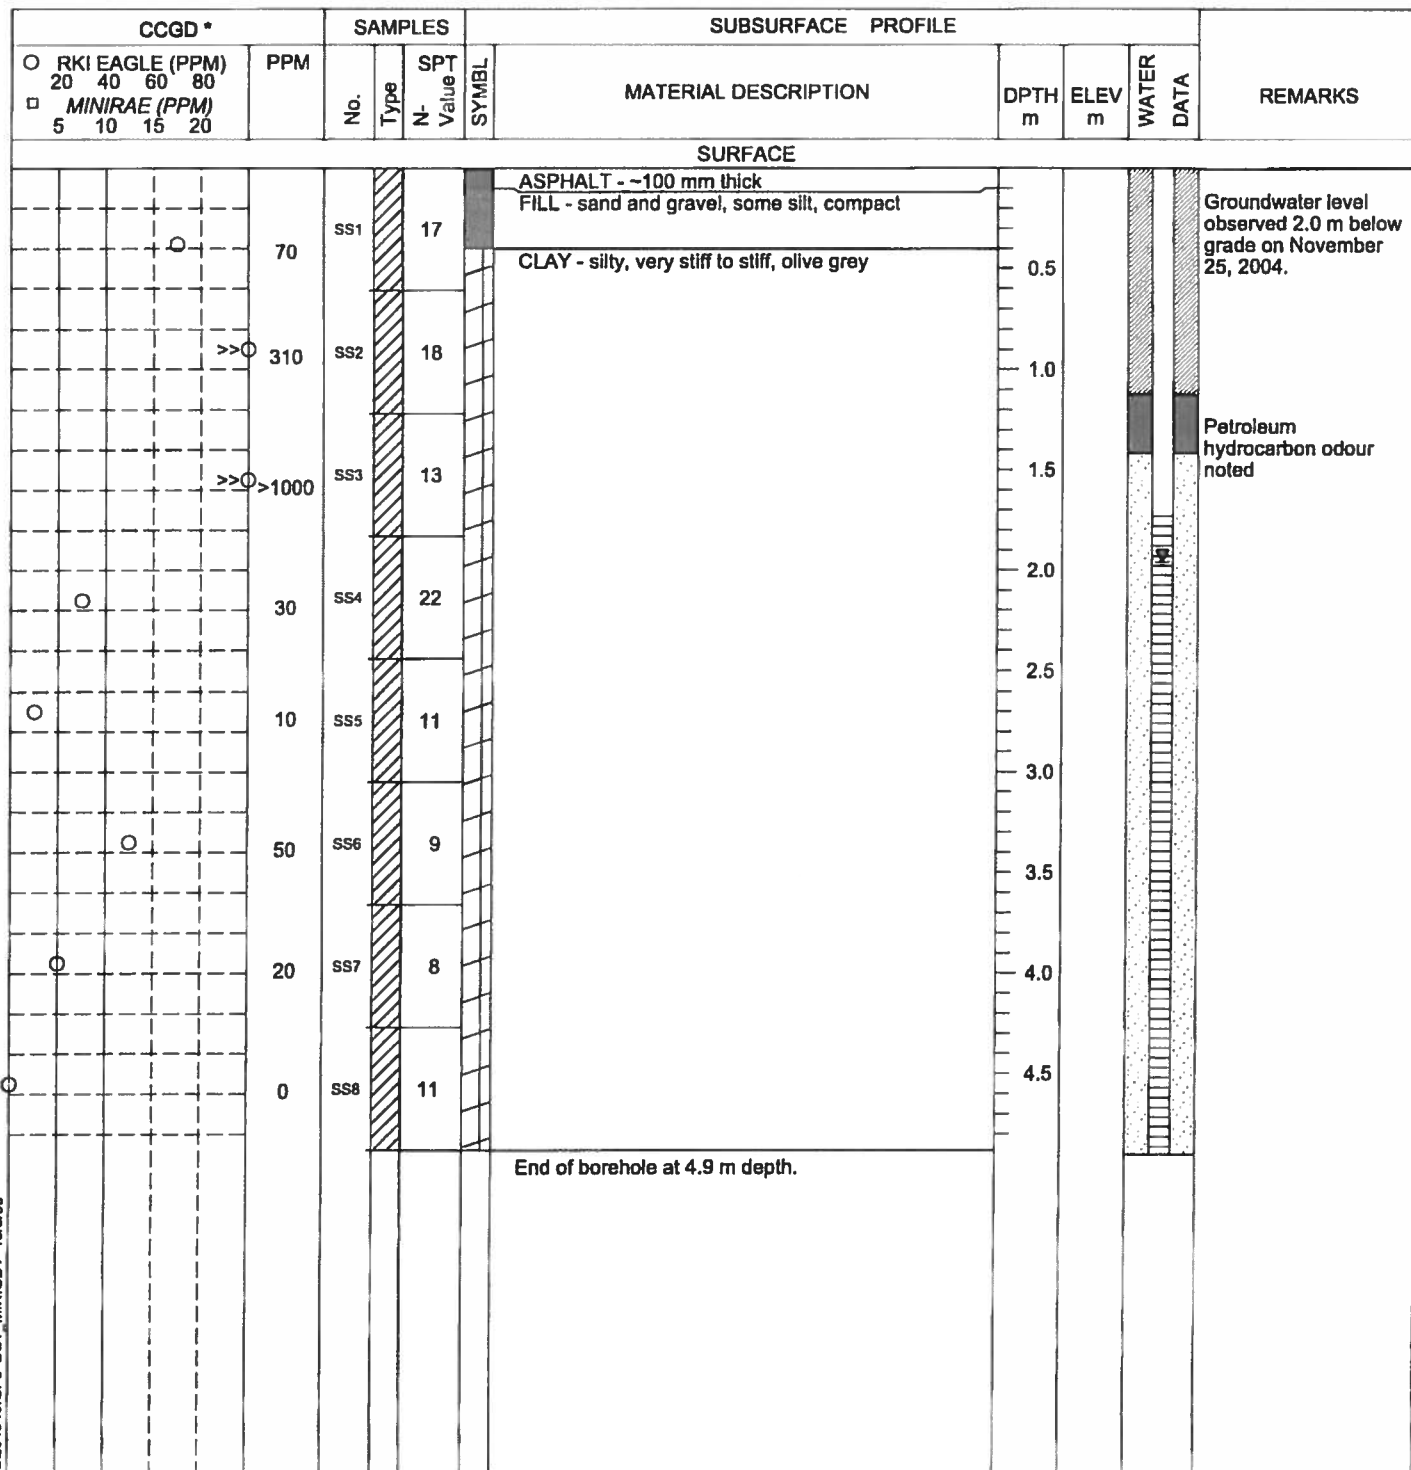 CCGD *
SAMPLES
SUBSURFACE PROFILE
RKI EAGLE (PPM)
20 40 60 80
MINIRAE (PPM)
5 10 15 20
PPM
No.
Type
SPT
N-Value
SYMBL
MATERIAL DESCRIPTION
DPTH
m
ELEV
m
WATER
DATA
REMARKS
SURFACE
ASPHALT - ~100 mm thick
FILL - sand and gravel, some silt, compact
Groundwater level
observed 2.0 m below
grade on November
25, 2004.
70 SS1 17
CLAY - silty, very stiff to stiff, olive grey
0.5
>> 310 SS2 18
1.0
Petroleum
hydrocarbon odour
noted
>> >1000 SS3 13
1.5
2.0
30 SS4 22
2.5
10 SS5 11
3.0
50 SS6 9
3.5
20 SS7 8
4.0
0 SS8 11
4.5
End of borehole at 4.9 m depth.